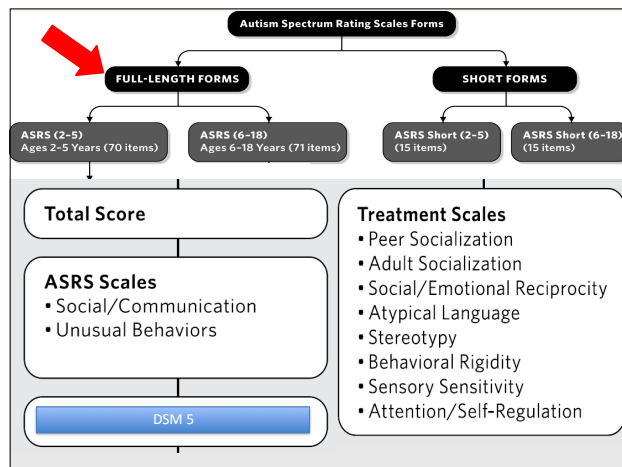 Autism Spectrum Rating Scales Forms
FULL-LENGTH FORMS
SHORT FORMS
ASRS (2–5)
Ages 2–5 Years (70 items)
ASRS (6–18)
Ages 6–18 Years (71 items)
ASRS Short (2–5)
(15 items)
ASRS Short (6–18)
(15 items)
Total Score
ASRS Scales
• Social/Communication
• Unusual Behaviors
DSM 5
Treatment Scales
• Peer Socialization
• Adult Socialization
• Social/Emotional Reciprocity
• Atypical Language
• Stereotypy
• Behavioral Rigidity
• Sensory Sensitivity
• Attention/Self-Regulation